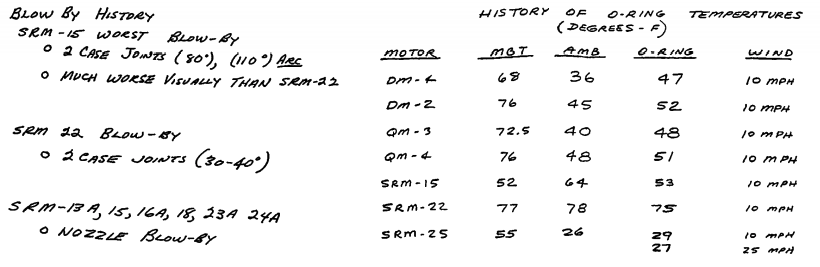 BLOW BY HISTORY
SRM-15 WORST BLOW-BY
o 2 CASE JOINTS (80°), (110°) ARC
o MUCH WORSE VISUALLY THAN SRM-22
SRM 22 BLOW-BY
o 2 CASE JOINTS (30-40°)
SRM-13A, 15, 16A, 18, 23A 24A
o NOZZLE BLOW-BY
HISTORY OF O-RING TEMPERATURES
(DEGREES-F)
MOTOR MBT AMB O-RING WIND
DM-4 68 36 47 10 MPH
DM-2 76 45 52 10 MPH
QM-3 72.5 40 48 10 MPH
QM-4 76 48 51 10 MPH
SRM-15 52 64 53 10 MPH
SRM-22 77 78 75 10 MPH
SRM-25 55 26 29 10 MPH
27 25 MPH